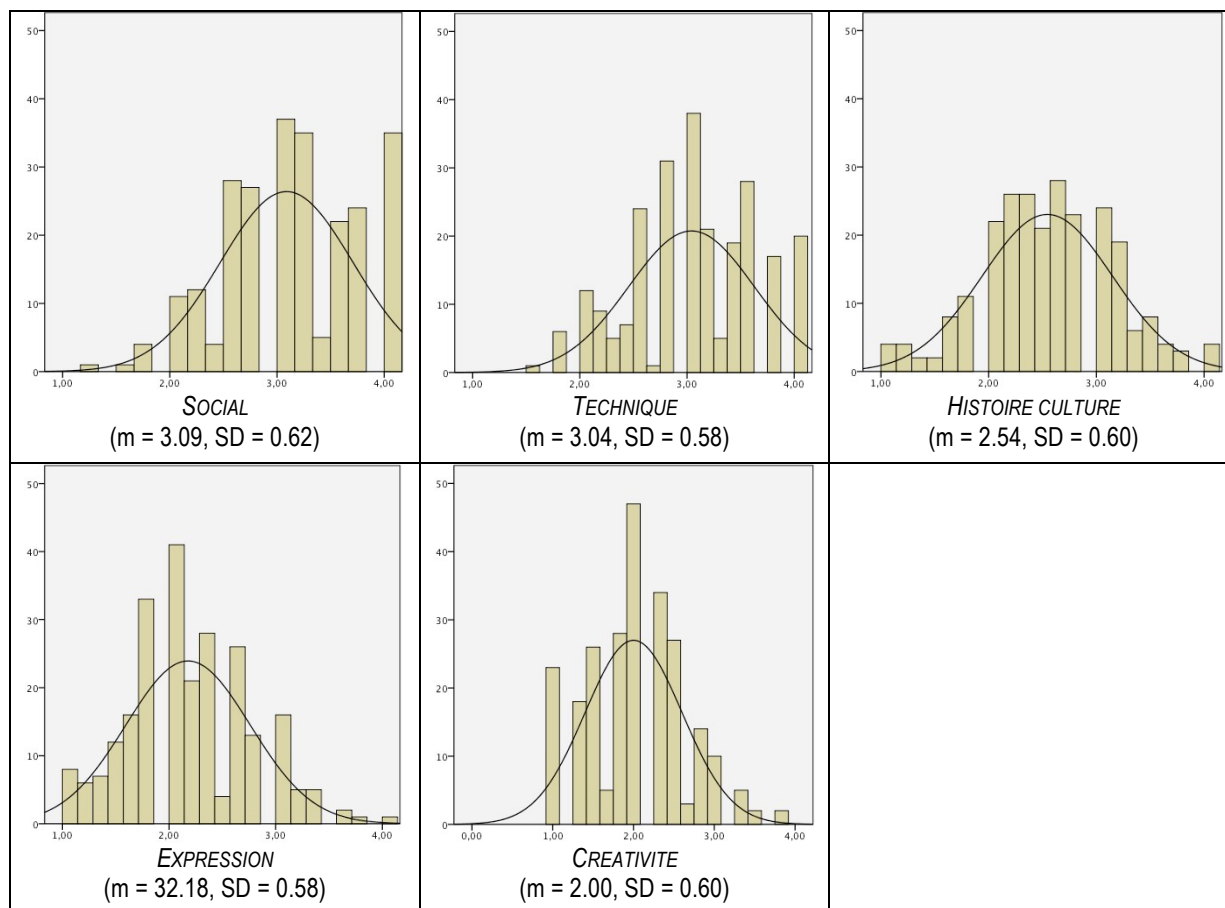 50
40
30
20
10
0
1,00 2,00 3,00 4,00
SOCIAL
(m = 3.09, SD = 0.62)
50
40
30
20
10
0
1,00 2,00 3,00 4,00
TECHNIQUE
(m = 3.04, SD = 0.58)
50
40
30
20
10
0
1,00 2,00 3,00 4,00
HISTOIRE CULTURE
(m = 2.54, SD = 0.60)
50
40
30
20
10
0
1,00 2,00 3,00 4,00
EXPRESSION
(m = 32.18, SD = 0.58)
50
40
30
20
10
0
0,00 1,00 2,00 3,00 4,00
CREATIVITE
(m = 2.00, SD = 0.60)